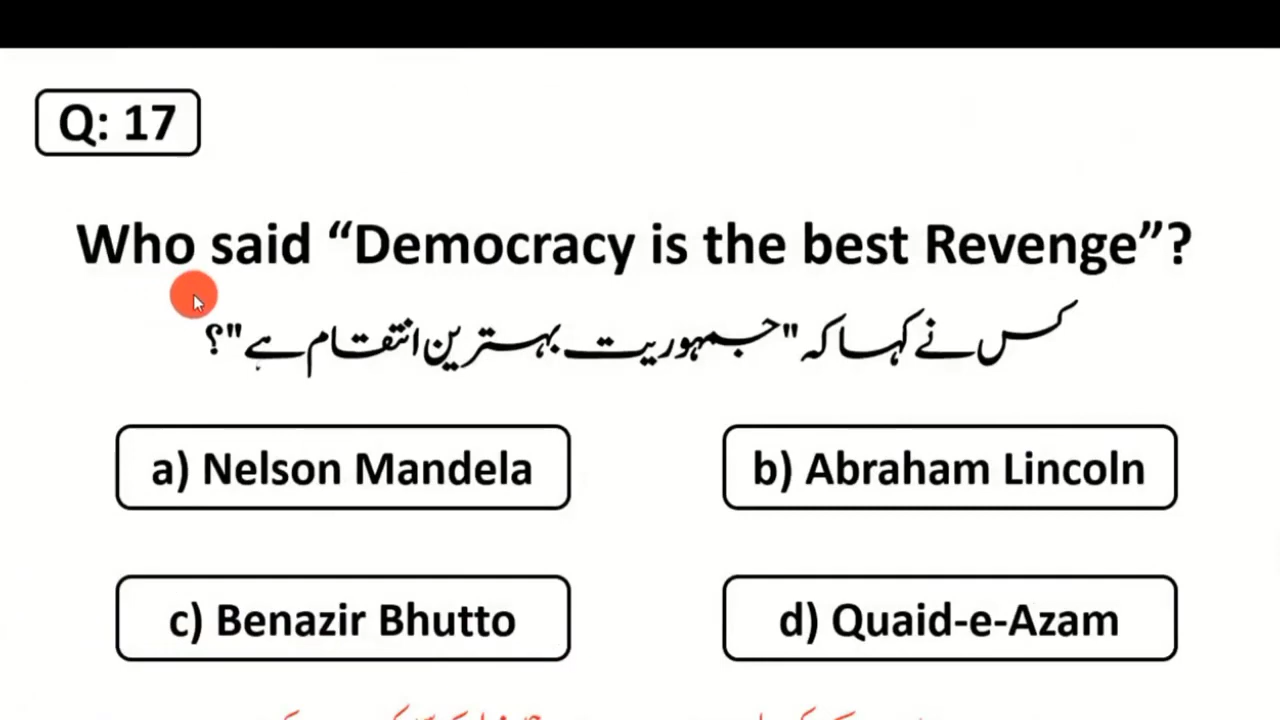 Q: 17
Who said “Democracy is the best Revenge”?
کس نے کہا کہ "جمہوریت بہترین انتقام ہے"؟
a) Nelson Mandela
b) Abraham Lincoln
c) Benazir Bhutto
d) Quaid-e-Azam